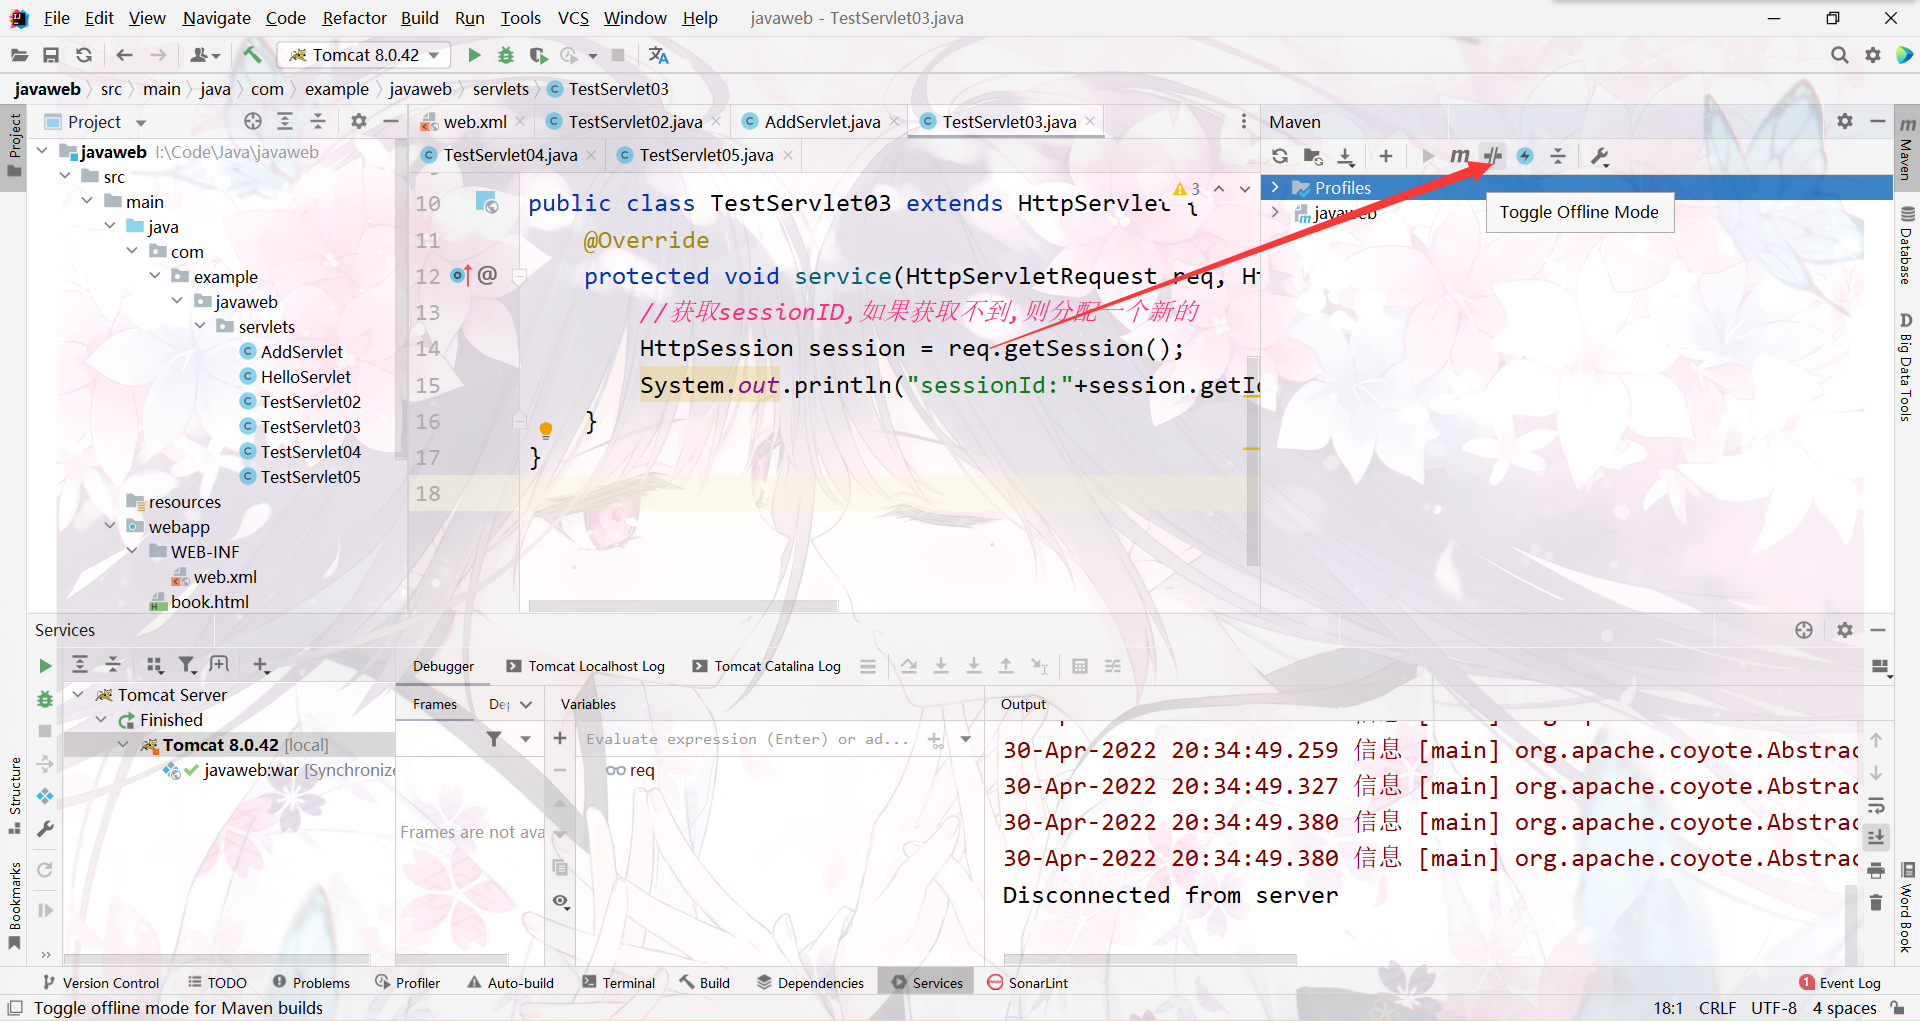 File Edit View Navigate Code Refactor Build Run Tools VCS Window Help javaweb - TestServlet03.java
Tomcat 8.0.42
javaweb src main java com example javaweb servlets TestServlet03
Project
web.xml TestServlet02.java AddServlet.java TestServlet03.java
TestServlet04.java TestServlet05.java
Maven
Project
javaweb I:\Code\Java\javaweb
src
main
java
com
example
javaweb
servlets
AddServlet
HelloServlet
TestServlet02
TestServlet03
TestServlet04
TestServlet05
resources
webapp
WEB-INF
web.xml
book.html
3
10 public class TestServlet03 extends HttpServlet {
11 @Override
12 @ protected void service(HttpServletRequest req, Ht
13 //获取sessionID,如果获取不到,则分配一个新的
14 HttpSession session = req.getSession();
15 System.out.println("sessionId:"+session.getId
16 }
17 }
18
Profiles
javaweb
Toggle Offline Mode
Maven
Database
Big Data Tools
Word Book
Services
Debugger Tomcat Localhost Log Tomcat Catalina Log
Tomcat Server
Finished
Tomcat 8.0.42 [local]
javaweb:war [Synchronize
Frames De Variables Output
Evaluate expression (Enter) or ad...
req
Frames are not ava
30-Apr-2022 20:34:49.259 信息 [main] org.apache.coyote.Abstrac
30-Apr-2022 20:34:49.327 信息 [main] org.apache.coyote.Abstrac
30-Apr-2022 20:34:49.380 信息 [main] org.apache.coyote.Abstrac
30-Apr-2022 20:34:49.380 信息 [main] org.apache.coyote.Abstrac
Disconnected from server
Structure
Bookmarks
Version Control TODO Problems Profiler Auto-build Terminal Build Dependencies Services SonarLint 1 Event Log
Toggle offline mode for Maven builds 18:1 CRLF UTF-8 4 spaces